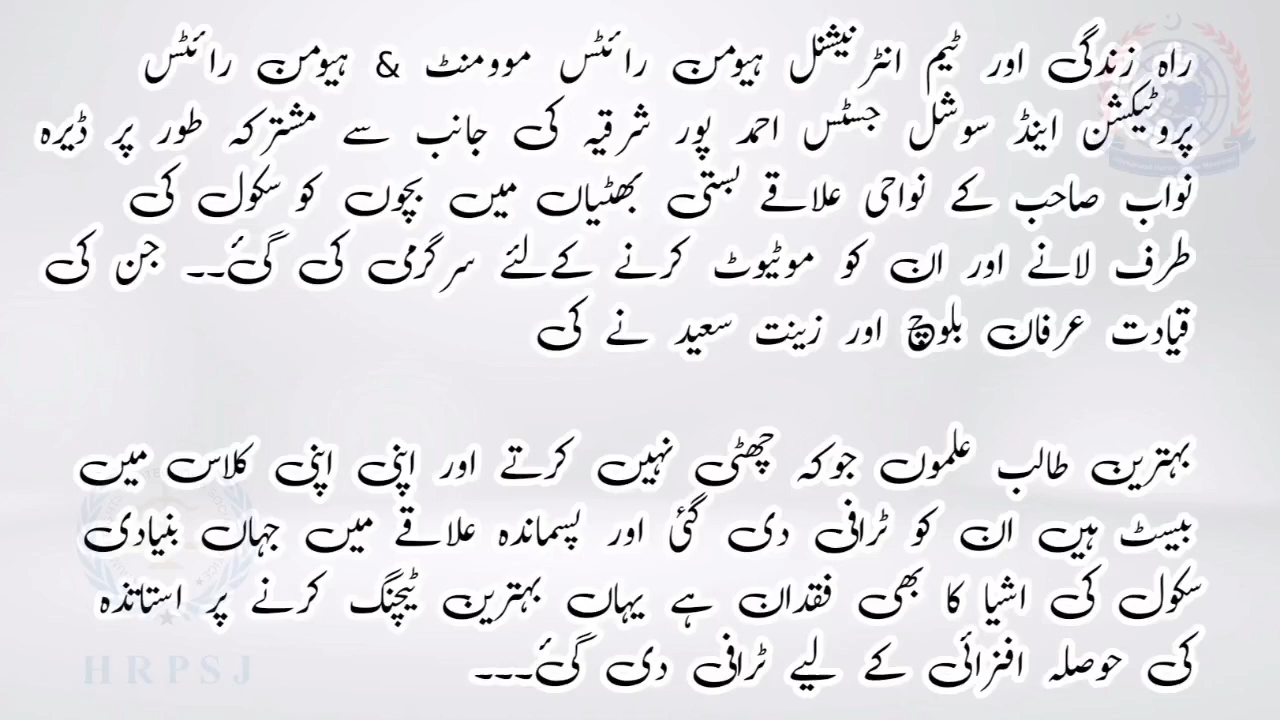 راہ زندگی اور ٹیم انٹرنیشنل ہیومن رائٹس موومنٹ & ہیومن رائٹس
پروٹیکشن اینڈ سوشل جسٹس احمد پور شرقیہ کی جانب سے مشترکہ طور پر ڈیرہ
نواب صاحب کے نواحی علاقے بستی بھٹیاں میں بچوں کو سکول کی
طرف لانے اور ان کو موٹیوٹ کرنے کےلئے سرگرمی کی گئ۔۔ جن کی
قیادت عرفان بلوچ اور زینت سعید نے کی
بہترین طالب علموں جوکہ چھٹی نہیں کرتے اور اپنی اپنی کلاس میں
بیسٹ ہیں ان کو ٹرافی دی گئی اور پسماندہ علاقے میں جہاں بنیادی
سکول کی اشیا کا بھی فقدان ہے یہاں بہترین ٹیچنگ کرنے پر استاتذہ
کی حوصلہ افزائی کے لیے ٹرافی دی گئ۔۔۔
HRPSJ